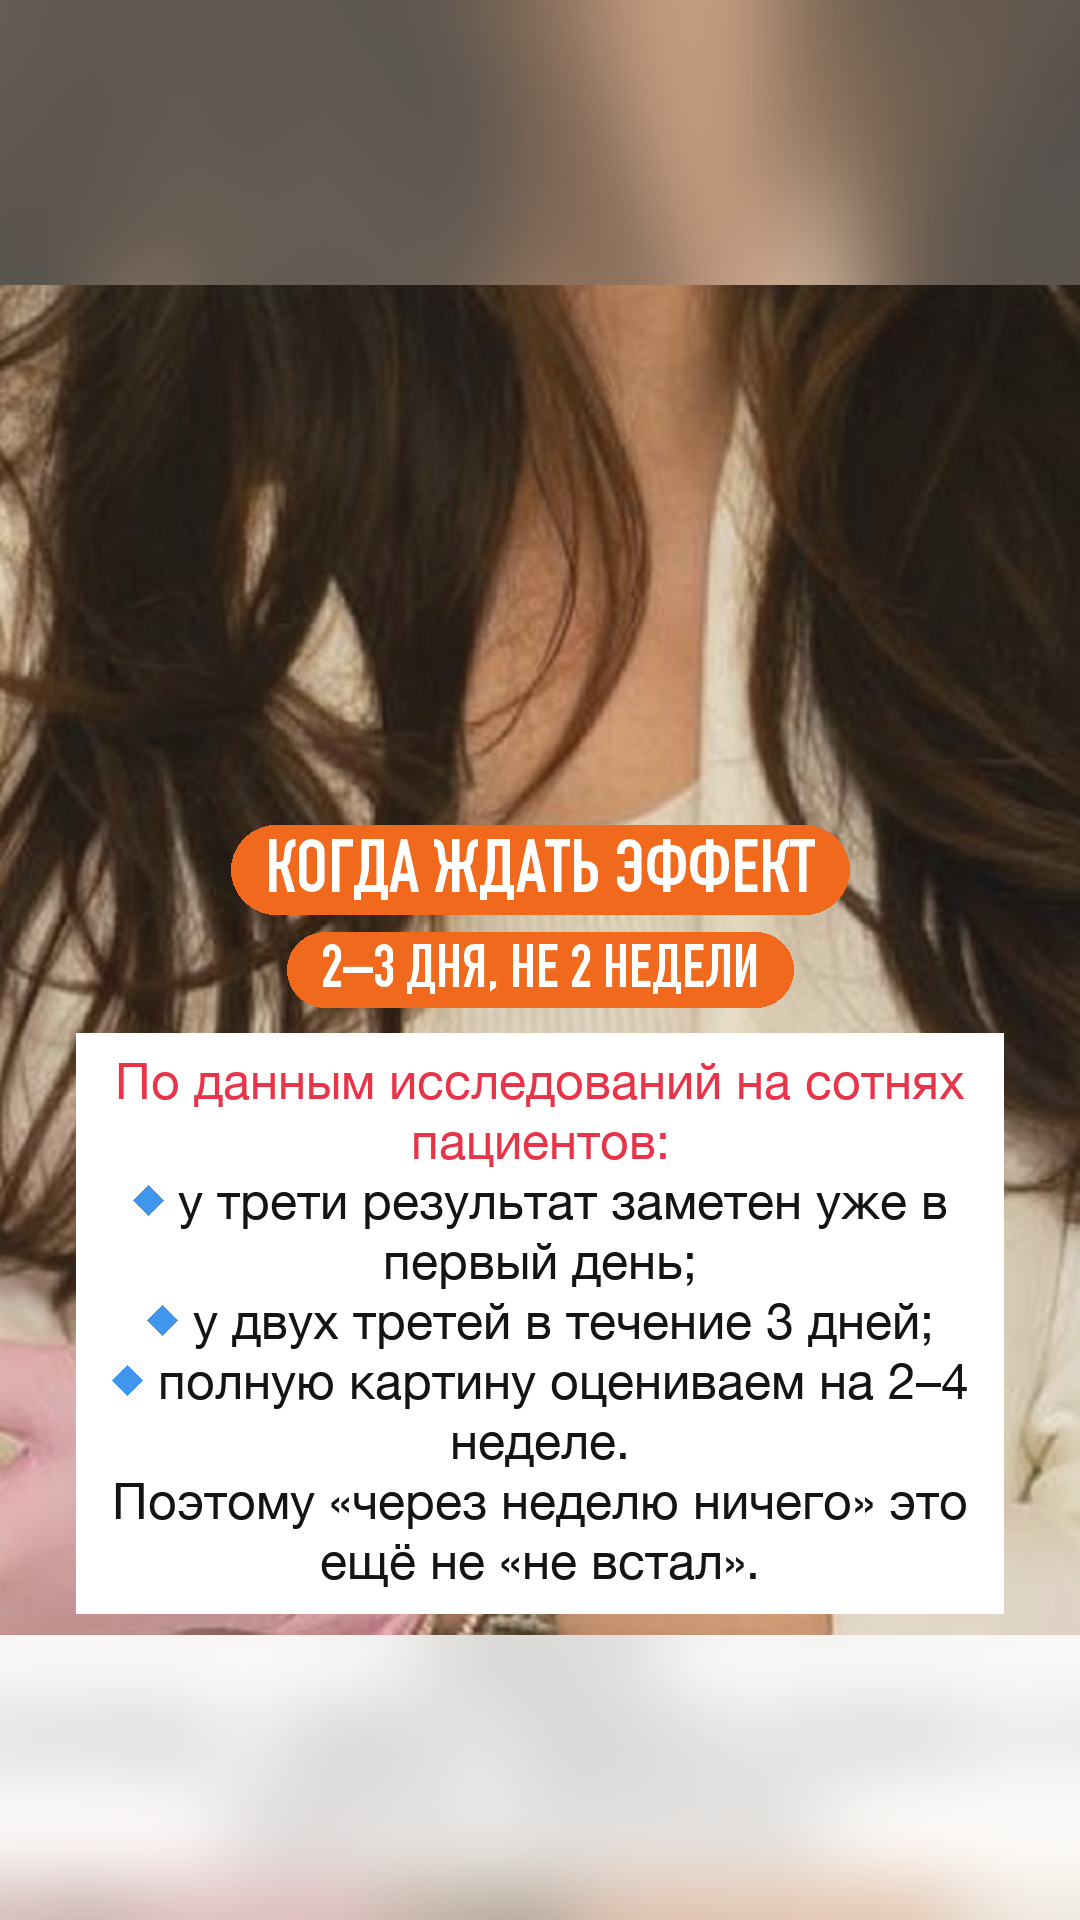 КОГДА ЖДАТЬ ЭФФЕКТ
2–3 ДНЯ, НЕ 2 НЕДЕЛИ
По данным исследований на сотнях
пациентов:
🔹 у трети результат заметен уже в
первый день;
🔹 у двух третей в течение 3 дней;
🔹 полную картину оцениваем на 2–4
неделе.
Поэтому «через неделю ничего» это
ещё не «не встал».